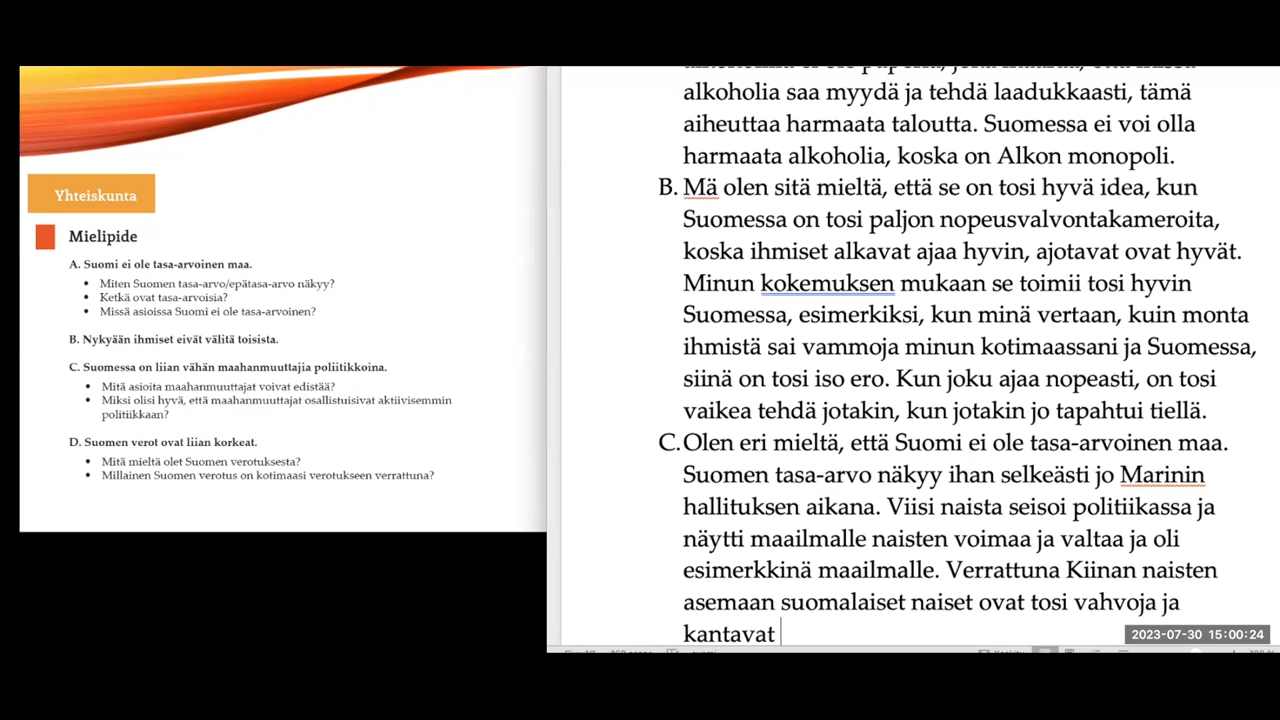 Yhteiskunta
Mielipide
A. Suomi ei ole tasa-arvoinen maa.
• Miten Suomen tasa-arvo/epätasa-arvo näkyy?
• Ketkä ovat tasa-arvoisia?
• Missä asioissa Suomi ei ole tasa-arvoinen?
B. Nykyään ihmiset eivät välitä toisista.
C. Suomessa on liian vähän maahanmuuttajia poliitikkoina.
• Mitä asioita maahanmuuttajat voivat edistää?
• Miksi olisi hyvä, että maahanmuuttajat osallistuisivat aktiivisemmin
politiikkaan?
D. Suomen verot ovat liian korkeat.
• Mitä mieltä olet Suomen verotuksesta?
• Millainen Suomen verotus on kotimaasi verotukseen verrattuna?
alkoholia saa myydä ja tehdä laadukkaasti, tämä
aiheuttaa harmaata taloutta. Suomessa ei voi olla
harmaata alkoholia, koska on Alkon monopoli.
B. Mä olen sitä mieltä, että se on tosi hyvä idea, kun
Suomessa on tosi paljon nopeusvalvontakameroita,
koska ihmiset alkavat ajaa hyvin, ajotavat ovat hyvät.
Minun kokemuksen mukaan se toimii tosi hyvin
Suomessa, esimerkiksi, kun minä vertaan, kuin monta
ihmistä sai vammoja minun kotimaassani ja Suomessa,
siinä on tosi iso ero. Kun joku ajaa nopeasti, on tosi
vaikea tehdä jotakin, kun jotakin jo tapahtui tiellä.
C. Olen eri mieltä, että Suomi ei ole tasa-arvoinen maa.
Suomen tasa-arvo näkyy ihan selkeästi jo Marinin
hallituksen aikana. Viisi naista seisoi politiikassa ja
näytti maailmalle naisten voimaa ja valtaa ja oli
esimerkkinä maailmalle. Verrattuna Kiinan naisten
asemaan suomalaiset naiset ovat tosi vahvoja ja
kantavat
2023-07-30 15:00:24